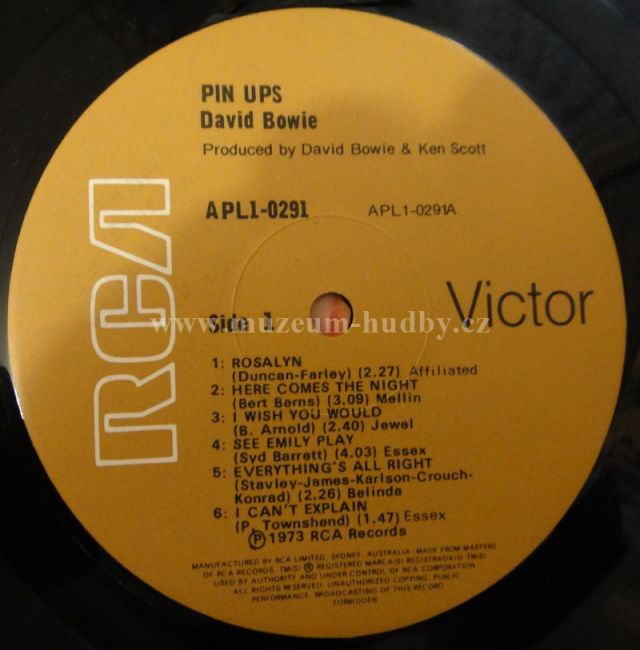 PIN UPS
David Bowie
Produced by David Bowie & Ken Scott
APL1-0291 APL1-0291A
RCA
Victor
Side 1
www.muzeum-hudby.cz
1: ROSALYN
(Duncan-Farley) (2.27) Affiliated
2: HERE COMES THE NIGHT
(Bert Berns) (3.09) Mellin
3: I WISH YOU WOULD
(B. Arnold) (2.40) Jewel
4: SEE EMILY PLAY
(Syd Barrett) (4.03) Essex
5: EVERYTHING'S ALL RIGHT
(Stavley-James-Karlson-Crouch-
Konrad) (2.26) Belinda
6: I CAN'T EXPLAIN
(P. Townshend) (1.47) Essex
Ⓟ 1973 RCA Records
MANUFACTURED BY RCA LIMITED, SYDNEY, AUSTRALIA. MADE FROM MASTERS
OF RCA RECORDS. TM(S) ® REGISTERED MARCA(S) REGISTRADA(S) TM(S)
USED BY AUTHORITY AND UNDER CONTROL OF RCA CORPORATION.
ALL RIGHTS RESERVED. UNAUTHORIZED COPYING, PUBLIC
PERFORMANCE, BROADCASTING OF THIS RECORD
FORBIDDEN